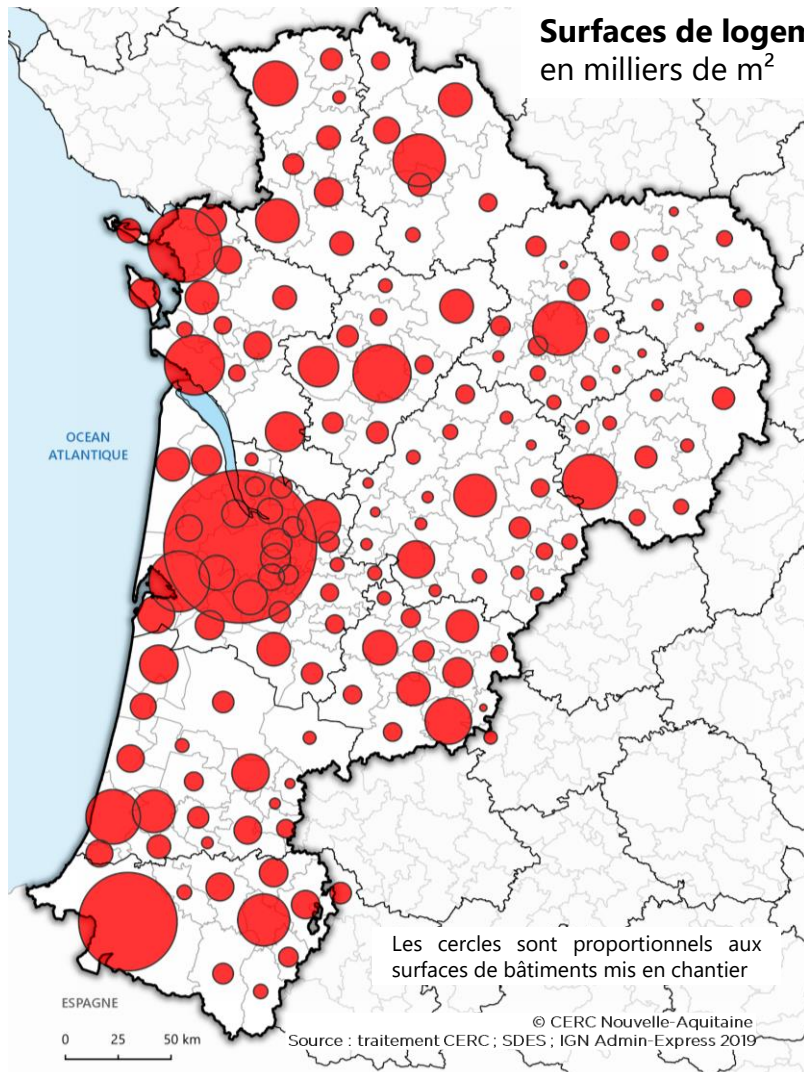 Surfaces de logem
en milliers de m²
OCEAN
ATLANTIQUE
Les cercles sont proportionnels aux
surfaces de bâtiments mis en chantier
ESPAGNE
© CERC Nouvelle-Aquitaine
0 25 50 km
Source : traitement CERC ; SDES ; IGN Admin-Express 2019